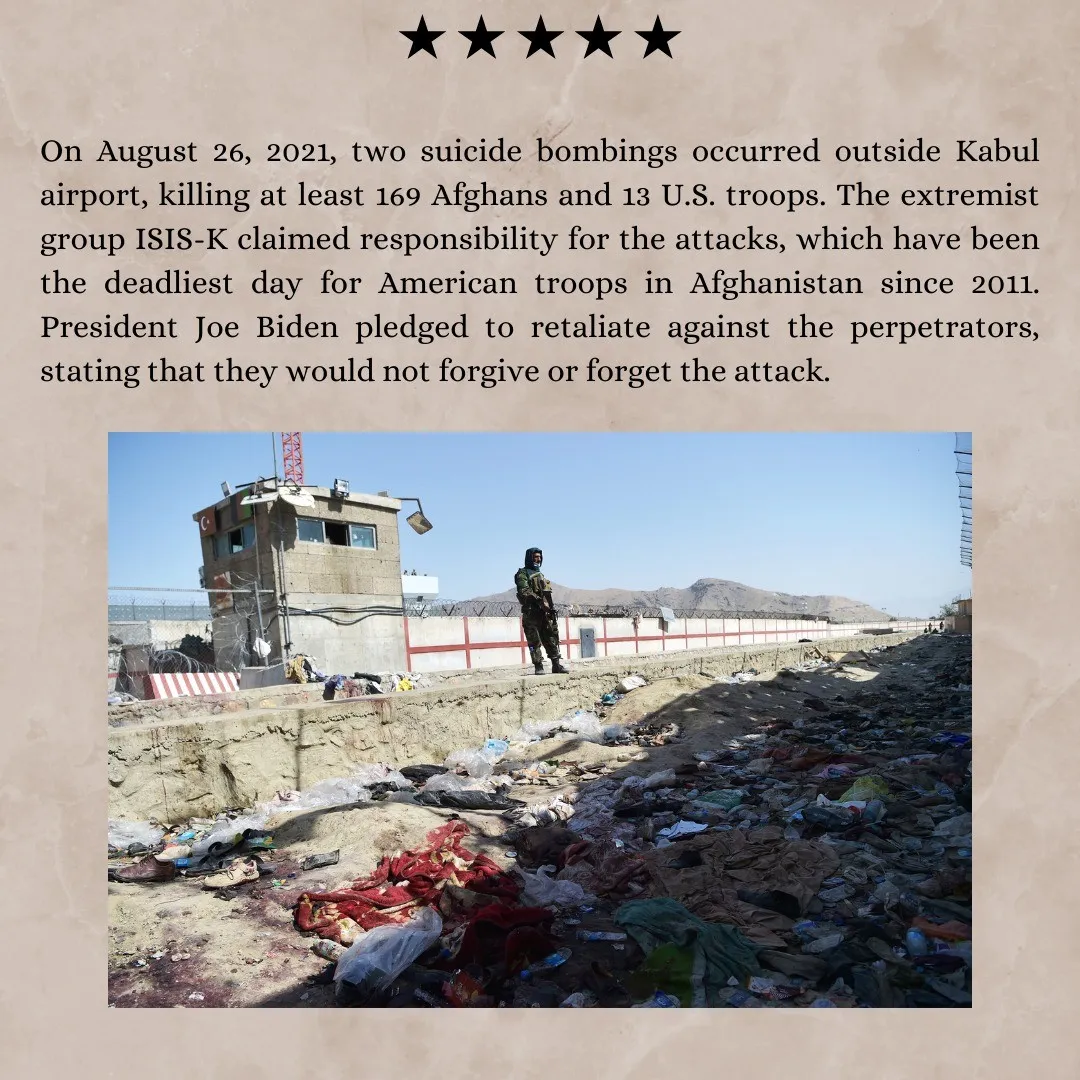 On August 26, 2021, two suicide bombings occurred outside Kabul
airport, killing at least 169 Afghans and 13 U.S. troops. The extremist
group ISIS-K claimed responsibility for the attacks, which have been
the deadliest day for American troops in Afghanistan since 2011.
President Joe Biden pledged to retaliate against the perpetrators,
stating that they would not forgive or forget the attack.